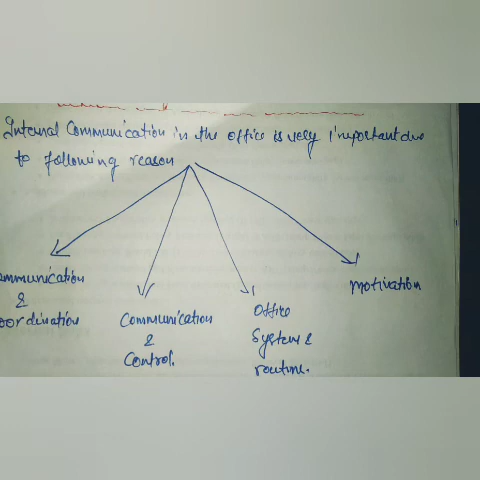 Internal Communication in the office is very important due
to following reason
ommunication
&
oordination
Communication
&
Control.
Office
System &
routine.
Motivation